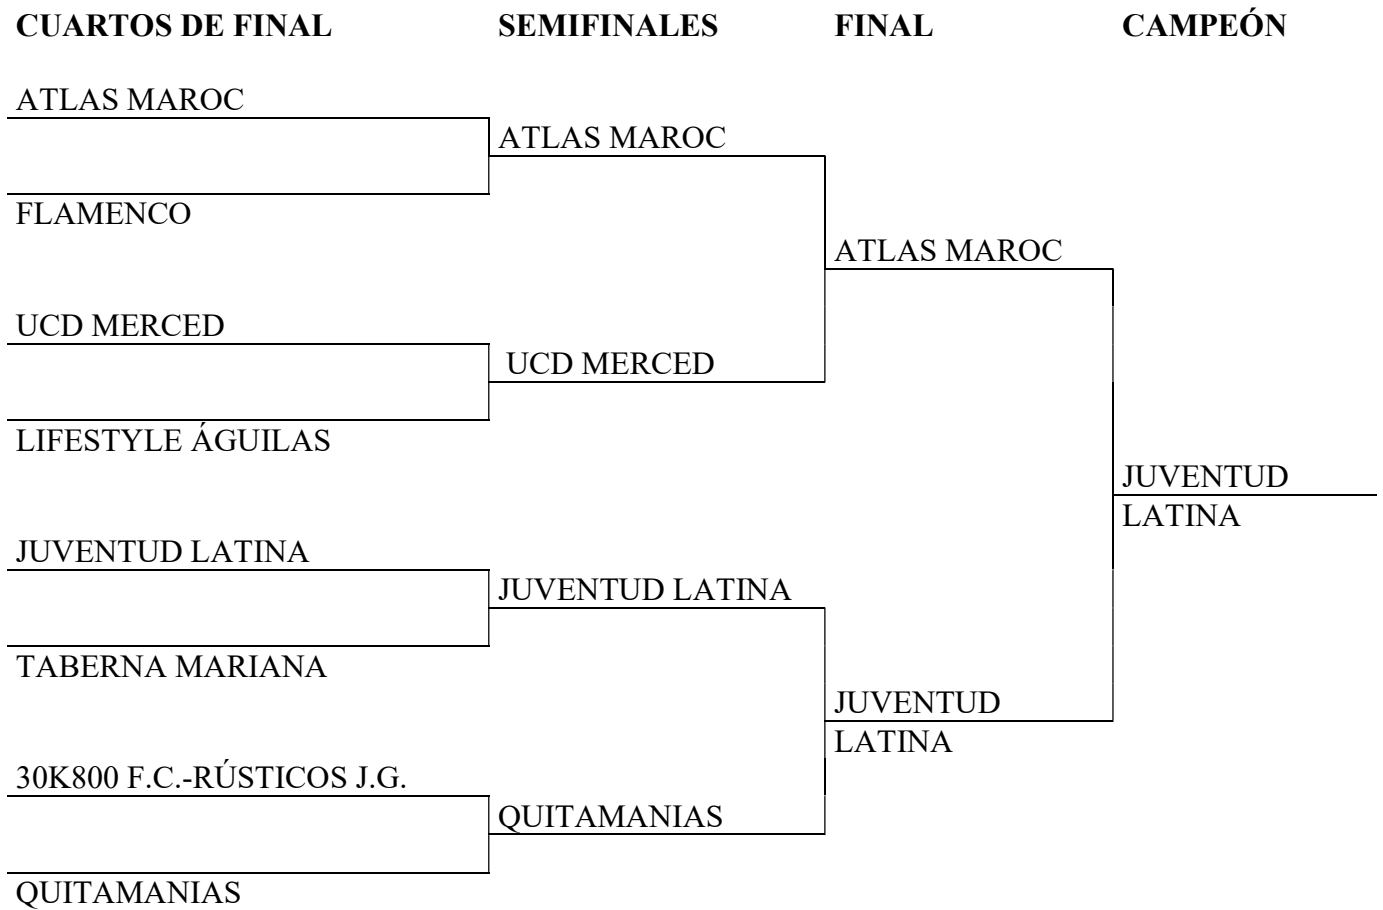 CUARTOS DE FINAL SEMIFINALES FINAL CAMPEÓN
ATLAS MAROC
ATLAS MAROC
FLAMENCO
ATLAS MAROC
UCD MERCED
UCD MERCED
LIFESTYLE ÁGUILAS
JUVENTUD
LATINA
JUVENTUD LATINA
JUVENTUD LATINA
TABERNA MARIANA
JUVENTUD
LATINA
30K800 F.C.-RÚSTICOS J.G.
QUITAMANIAS
QUITAMANIAS